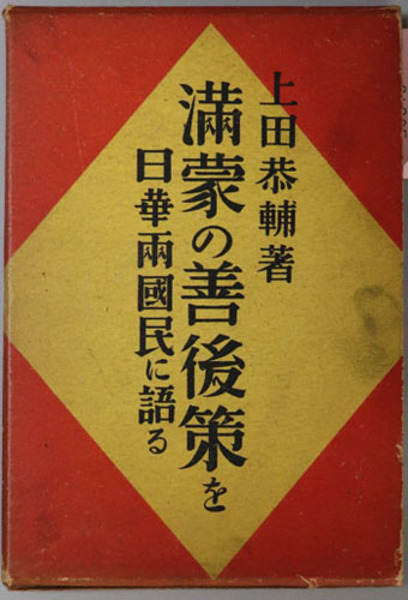 上田恭輔著
満蒙の善後策を
日華兩國民に語る